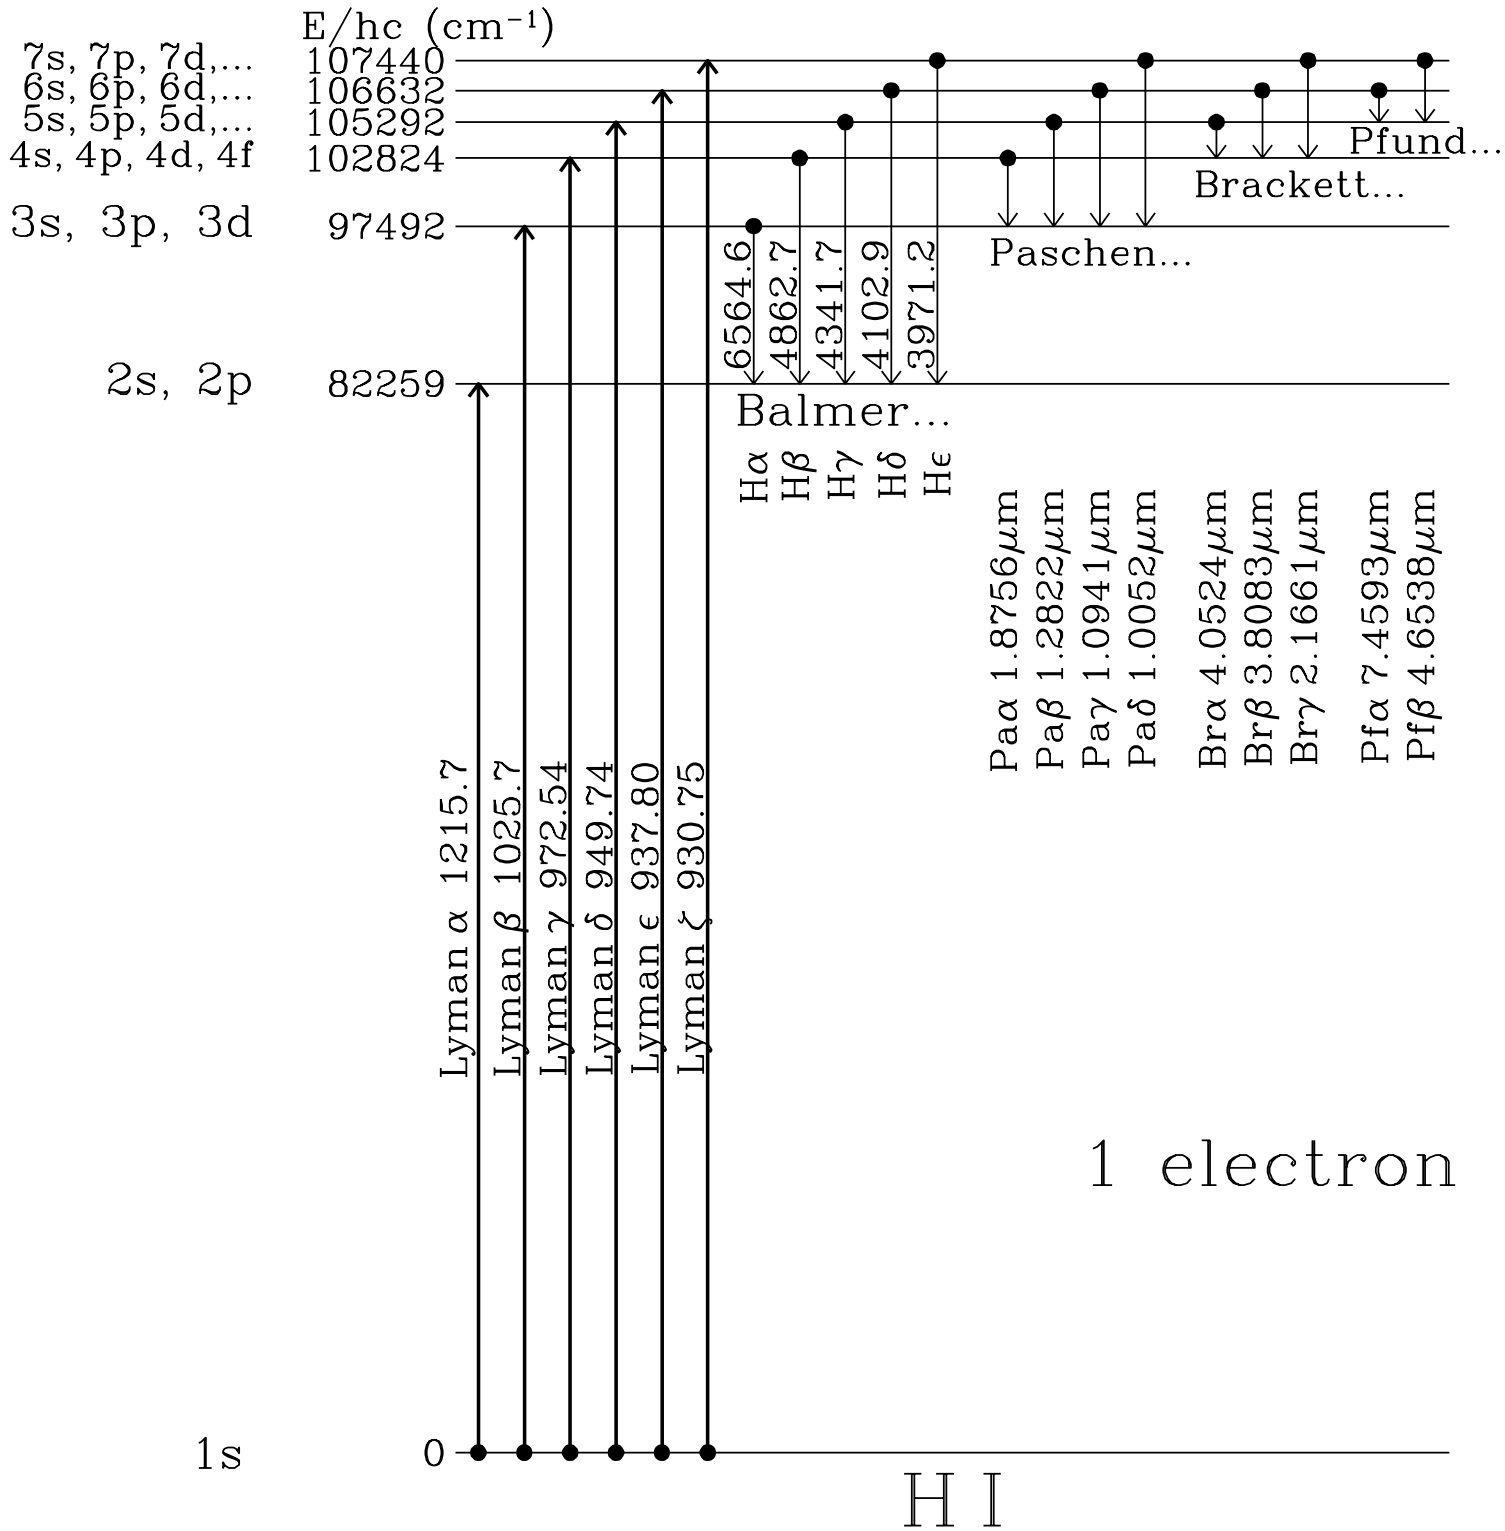 E/hc (cm⁻¹)
7s, 7p, 7d,... 107440
6s, 6p, 6d,... 106632
5s, 5p, 5d,... 105292
4s, 4p, 4d, 4f 102824
3s, 3p, 3d 97492
2s, 2p 82259
1s 0
Pfund...
Brackett...
Paschen...
6564.6
4862.7
4341.7
4102.9
3971.2
Balmer...
Hα
Hβ
Hγ
Hδ
Hϵ
Paα 1.8756μm
Paβ 1.2822μm
Paγ 1.0941μm
Paδ 1.0052μm
Brα 4.0524μm
Brβ 3.8083μm
Brγ 2.1661μm
Pfα 7.4593μm
Pfβ 4.6538μm
Lyman α 1215.7
Lyman β 1025.7
Lyman γ 972.54
Lyman δ 949.74
Lyman ϵ 937.80
Lyman ζ 930.75
1 electron
H I